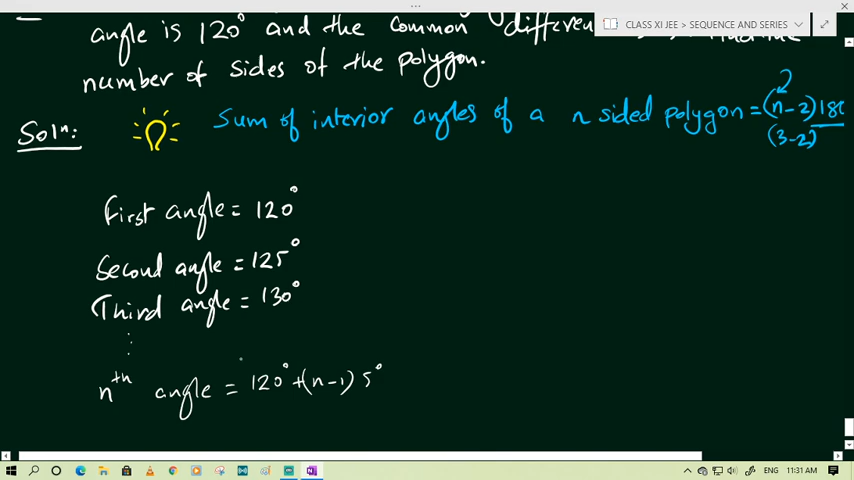 CLASS XI JEE > SEQUENCE AND SERIES
angle is 120° and the common differen
number of sides of the polygon.
Solⁿ: Sum of interior angles of a n sided polygon = (n-2)180
(3-2)
First angle = 120°
Second angle = 125°
Third angle = 130°
⋮
nᵗʰ angle = 120° + (n-1) 5°
ENG 11:31 AM